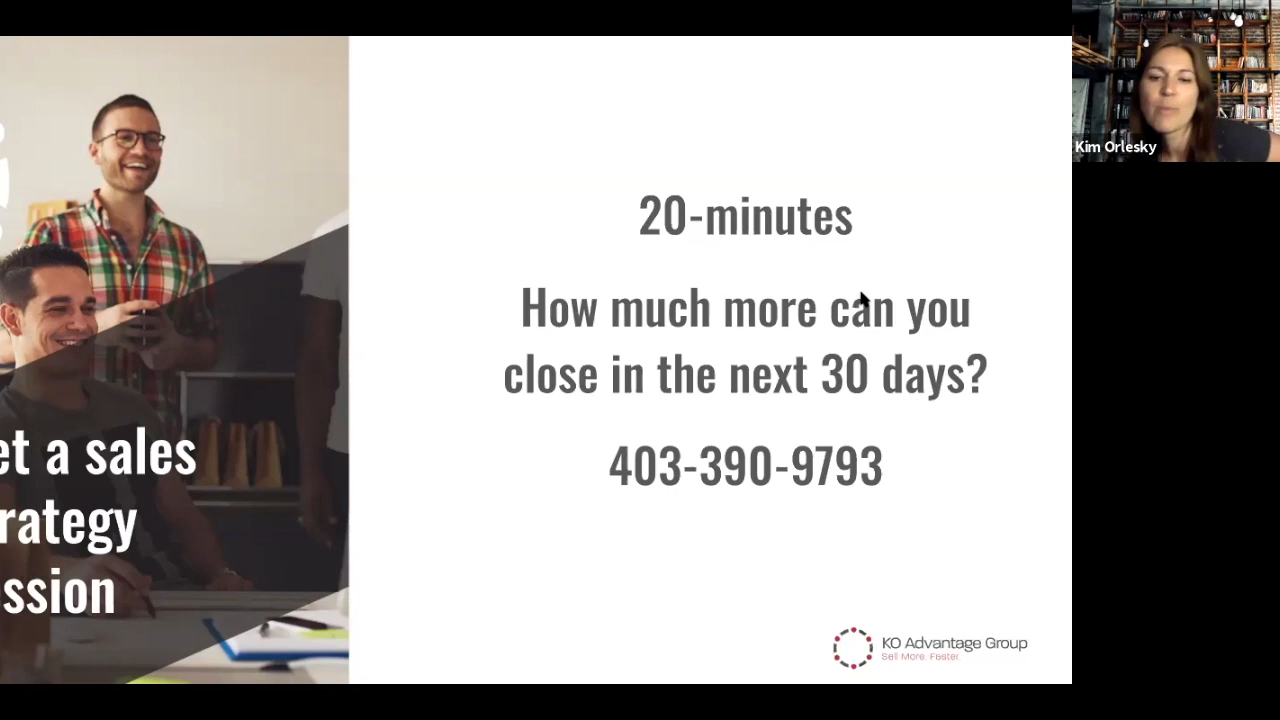 Kim Orlesky
20-minutes
How much more can you
close in the next 30 days?
403-390-9793
et a sales
rategy
ssion
KO Advantage Group
Sell More. Faster.